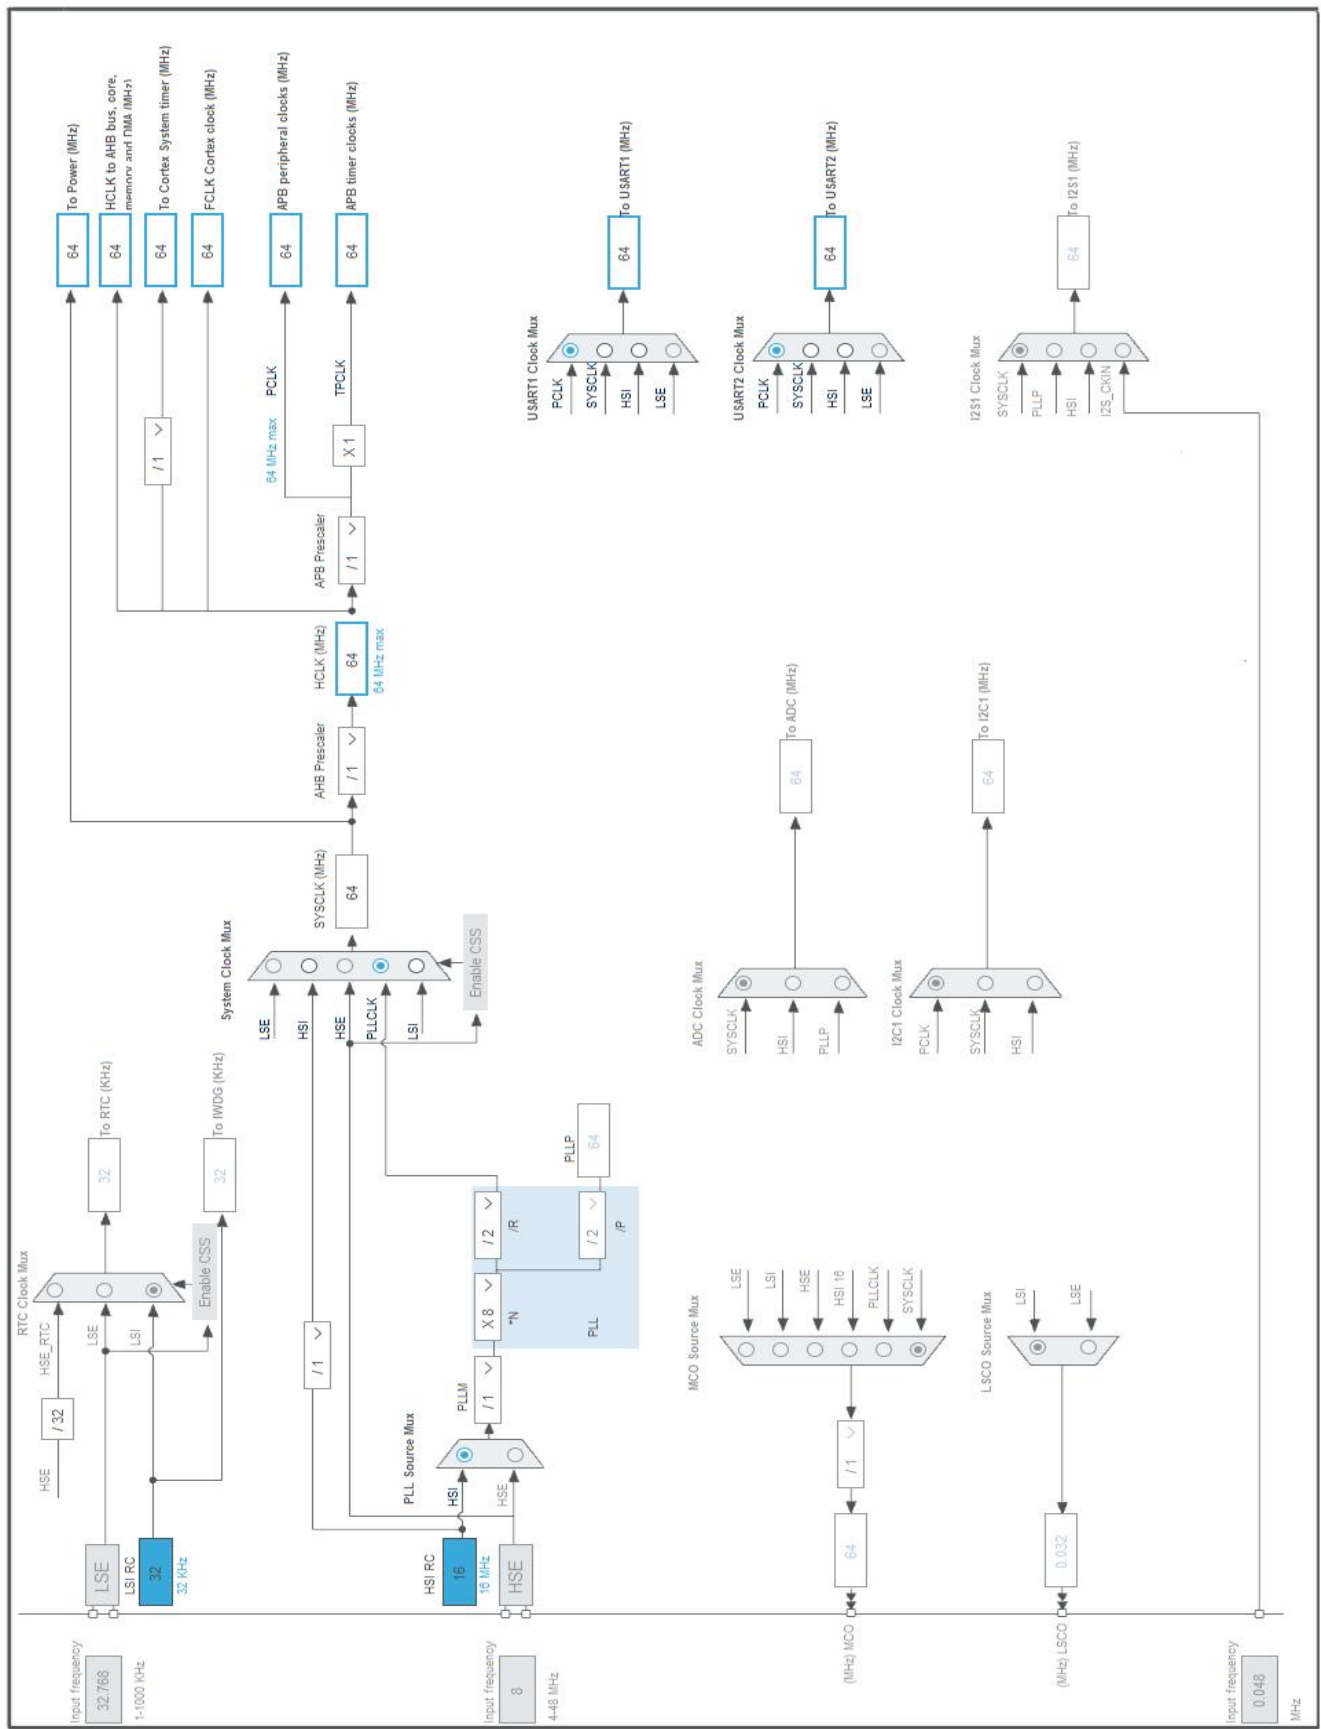 RTC Clock Mux
HSE
/ 32
HSE_RTC
LSE
LSI
Enable CSS
32
To RTC (KHz)
32
To IWDG (KHz)
Input frequency
32.768
1-1000 KHz
LSE
LSI RC
32
32 KHz
HSI RC
16
16 MHz
Input frequency
8
4-48 MHz
HSE
PLL Source Mux
HSI
HSE
PLLM
/ 1
X 8
*N
/ 2
/R
/ 2
/P
PLL
PLLP
64
/ 1
System Clock Mux
LSE
HSI
HSE
PLLCLK
LSI
Enable CSS
SYSCLK (MHz)
64
AHB Prescaler
/ 1
HCLK (MHz)
64
64 MHz max
APB Prescaler
/ 1
/ 1
64 MHz max
PCLK
X 1
TPCLK
64
To Power (MHz)
64
HCLK to AHB bus, core,
memory and DMA (MHz)
64
To Cortex System timer (MHz)
64
FCLK Cortex clock (MHz)
64
APB peripheral clocks (MHz)
64
APB timer clocks (MHz)
USART1 Clock Mux
PCLK
SYSCLK
HSI
LSE
64
To USART1 (MHz)
USART2 Clock Mux
PCLK
SYSCLK
HSI
LSE
64
To USART2 (MHz)
I2S1 Clock Mux
SYSCLK
PLLP
HSI
I2S_CKIN
64
To I2S1 (MHz)
ADC Clock Mux
SYSCLK
HSI
PLLP
64
To ADC (MHz)
I2C1 Clock Mux
PCLK
SYSCLK
HSI
64
To I2C1 (MHz)
MCO Source Mux
LSE
LSI
HSE
HSI 16
PLLCLK
SYSCLK
/ 1
64
(MHz) MCO
LSCO Source Mux
LSI
LSE
0.032
(MHz) LSCO
Input frequency
0.048
MHz